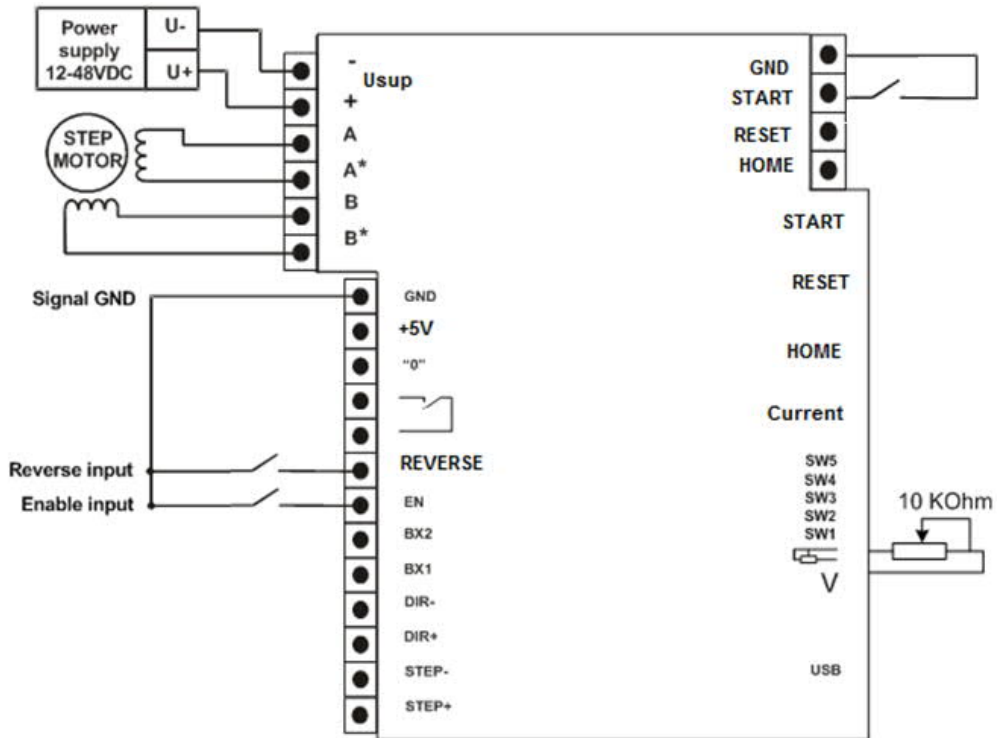 Power
supply
12-48VDC
U-
U+
STEP
MOTOR
-
Usup
+
A
A*
B
B*
GND
START
RESET
HOME
START
RESET
HOME
Current
SW5
SW4
SW3
SW2
SW1
V
USB
10 KOhm
Signal GND
Reverse input
Enable input
GND
+5V
"0"
REVERSE
EN
BX2
BX1
DIR-
DIR+
STEP-
STEP+